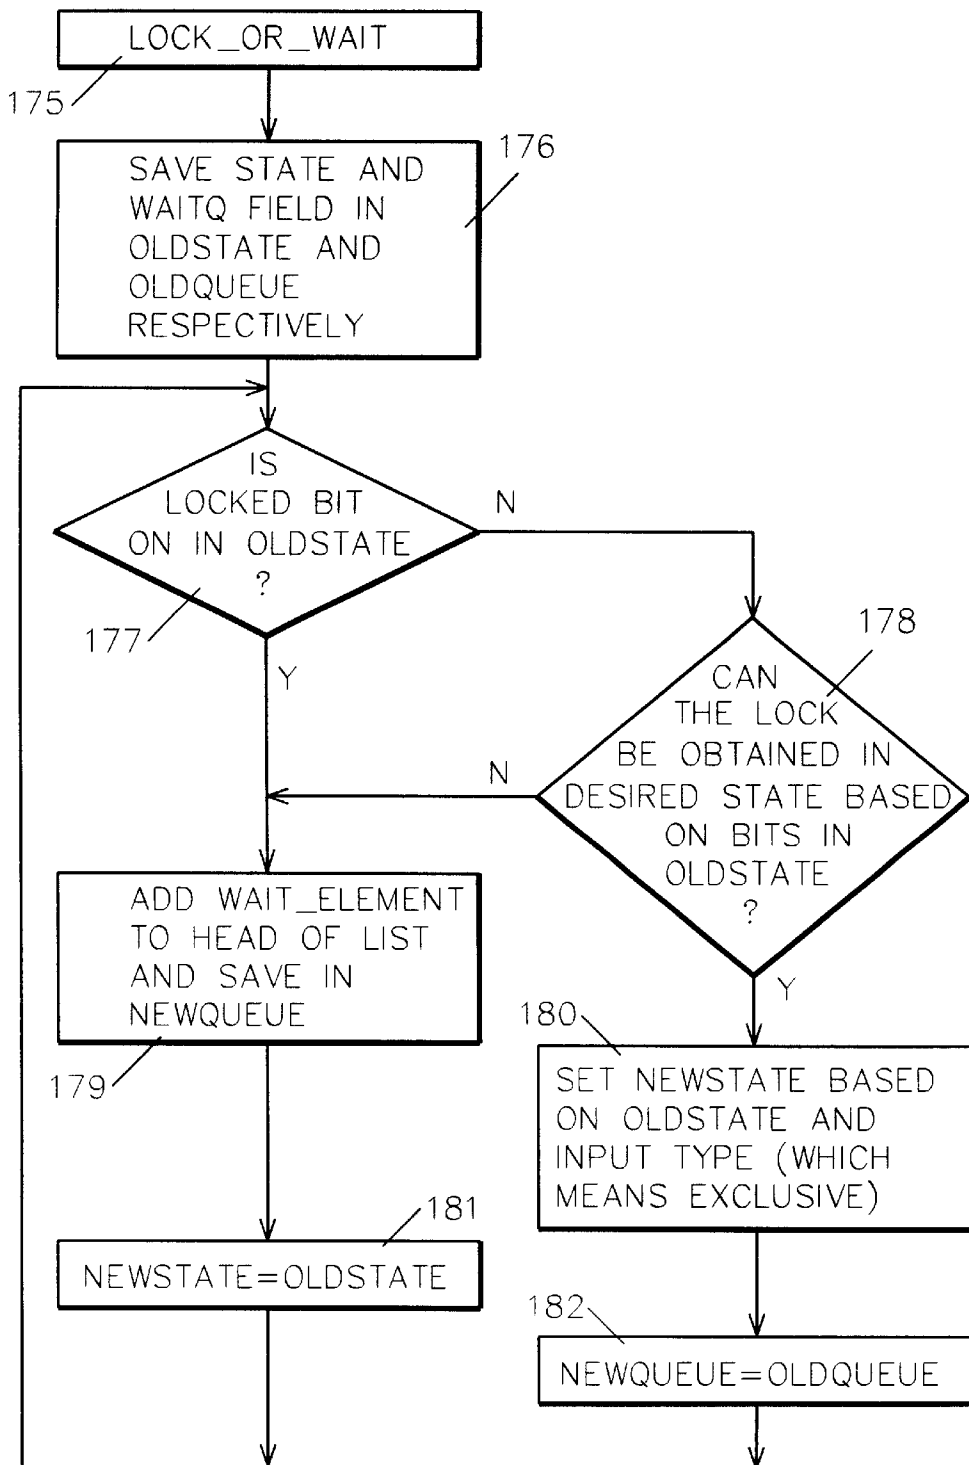 LOCK_OR_WAIT
175
SAVE STATE AND
WAITQ FIELD IN
OLDSTATE AND
OLDQUEUE
RESPECTIVELY
176
IS
LOCKED BIT
ON IN OLDSTATE
?
N
177
Y
178
CAN
THE LOCK
BE OBTAINED IN
DESIRED STATE BASED
ON BITS IN
OLDSTATE
?
N
Y
ADD WAIT_ELEMENT
TO HEAD OF LIST
AND SAVE IN
NEWQUEUE
179
180
SET NEWSTATE BASED
ON OLDSTATE AND
INPUT TYPE (WHICH
MEANS EXCLUSIVE)
181
NEWSTATE=OLDSTATE
182
NEWQUEUE=OLDQUEUE